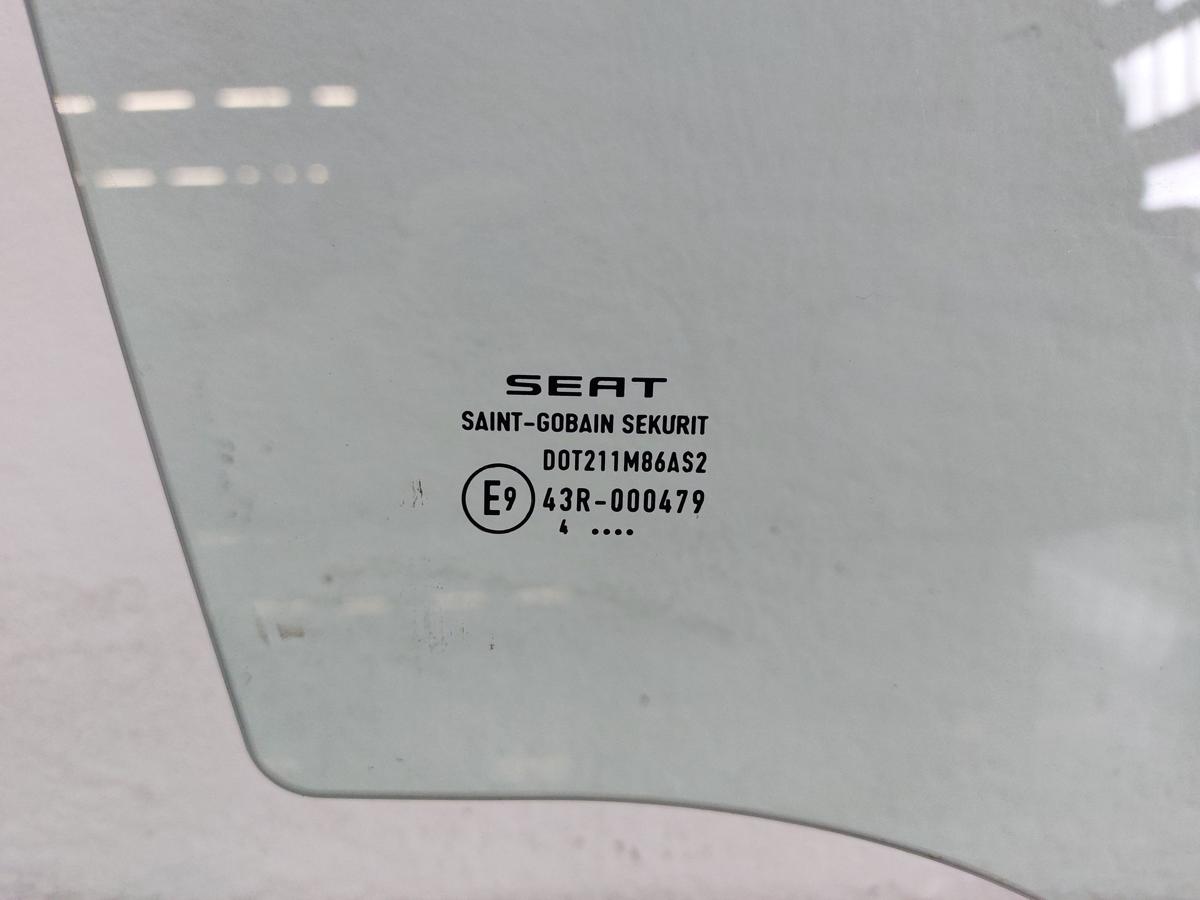 SEAT
SAINT-GOBAIN SEKURIT
DOT211M86AS2
E9 43R-000479
4 ....